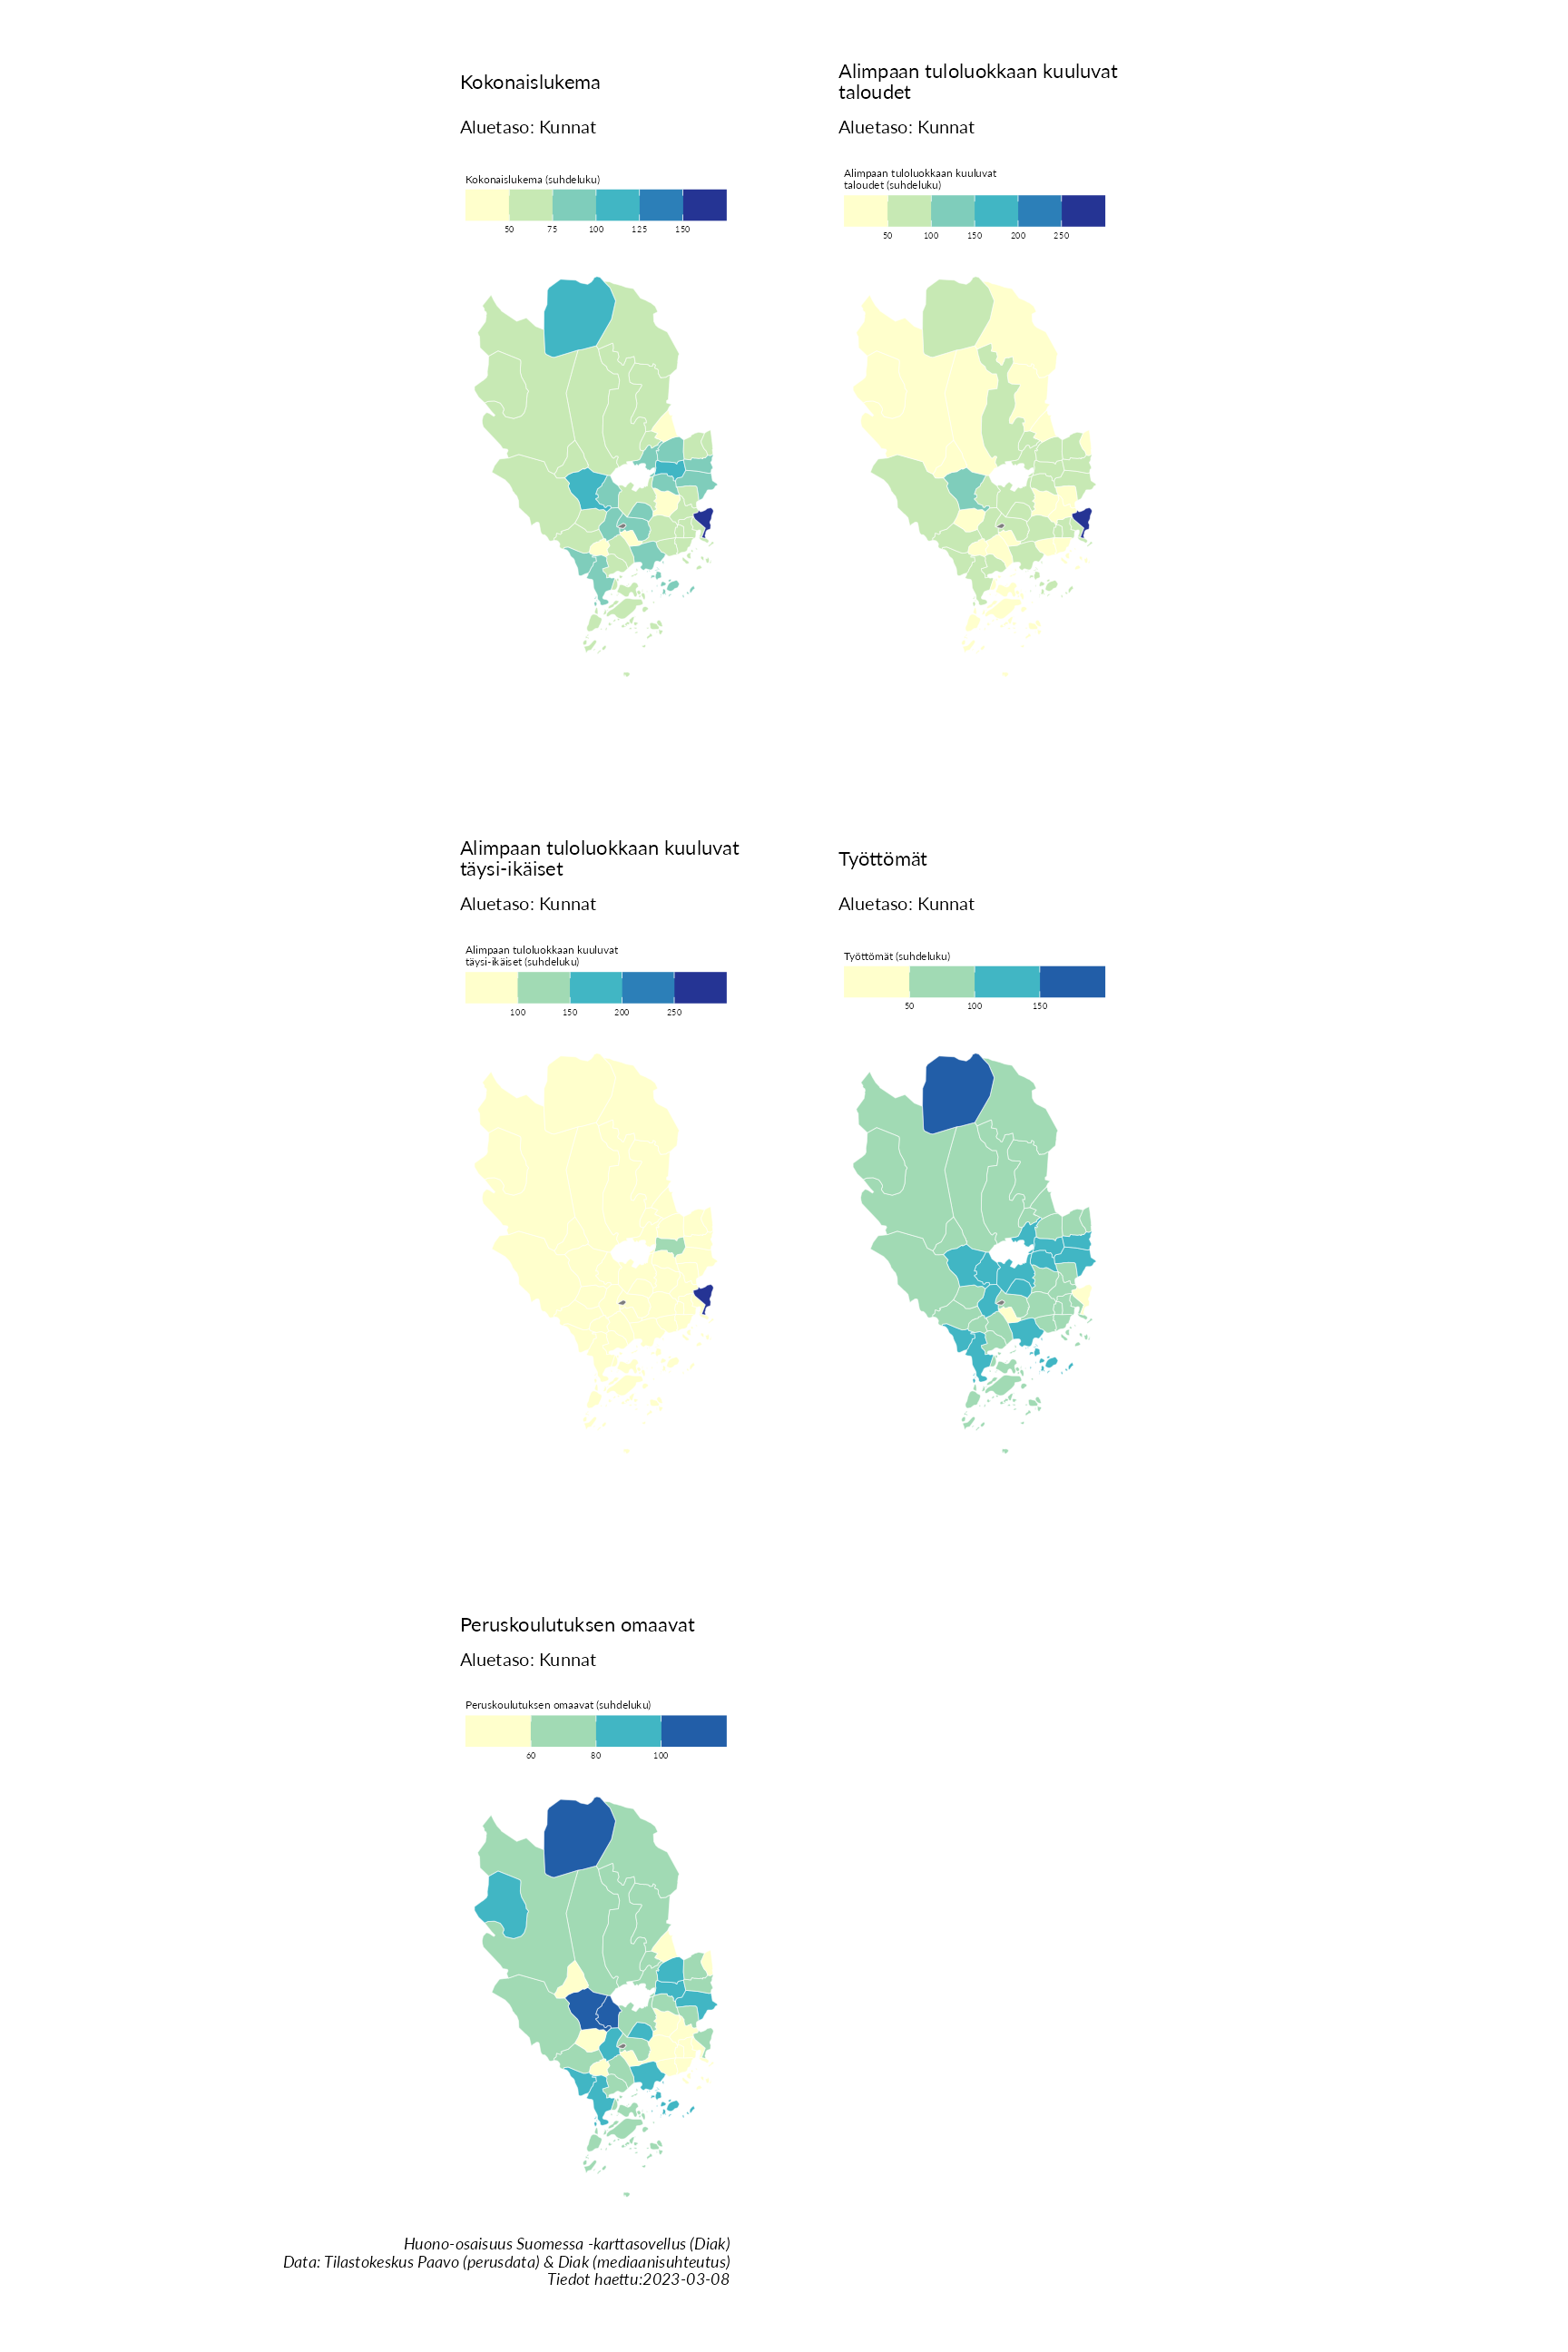 Kokonaislukema
Aluetaso: Kunnat
Kokonaislukema (suhdeluku)
50 75 100 125 150
Alimpaan tuloluokkaan kuuluvat
taloudet
Aluetaso: Kunnat
Alimpaan tuloluokkaan kuuluvat
taloudet (suhdeluku)
50 100 150 200 250
Alimpaan tuloluokkaan kuuluvat
täysi-ikäiset
Aluetaso: Kunnat
Alimpaan tuloluokkaan kuuluvat
täysi-ikäiset (suhdeluku)
100 150 200 250
Työttömät
Aluetaso: Kunnat
Työttömät (suhdeluku)
50 100 150
Peruskoulutuksen omaavat
Aluetaso: Kunnat
Peruskoulutuksen omaavat (suhdeluku)
60 80 100
Huono-osaisuus Suomessa -karttasovellus (Diak)
Data: Tilastokeskus Paavo (perusdata) & Diak (mediaanisuhteutus)
Tiedot haettu:2023-03-08